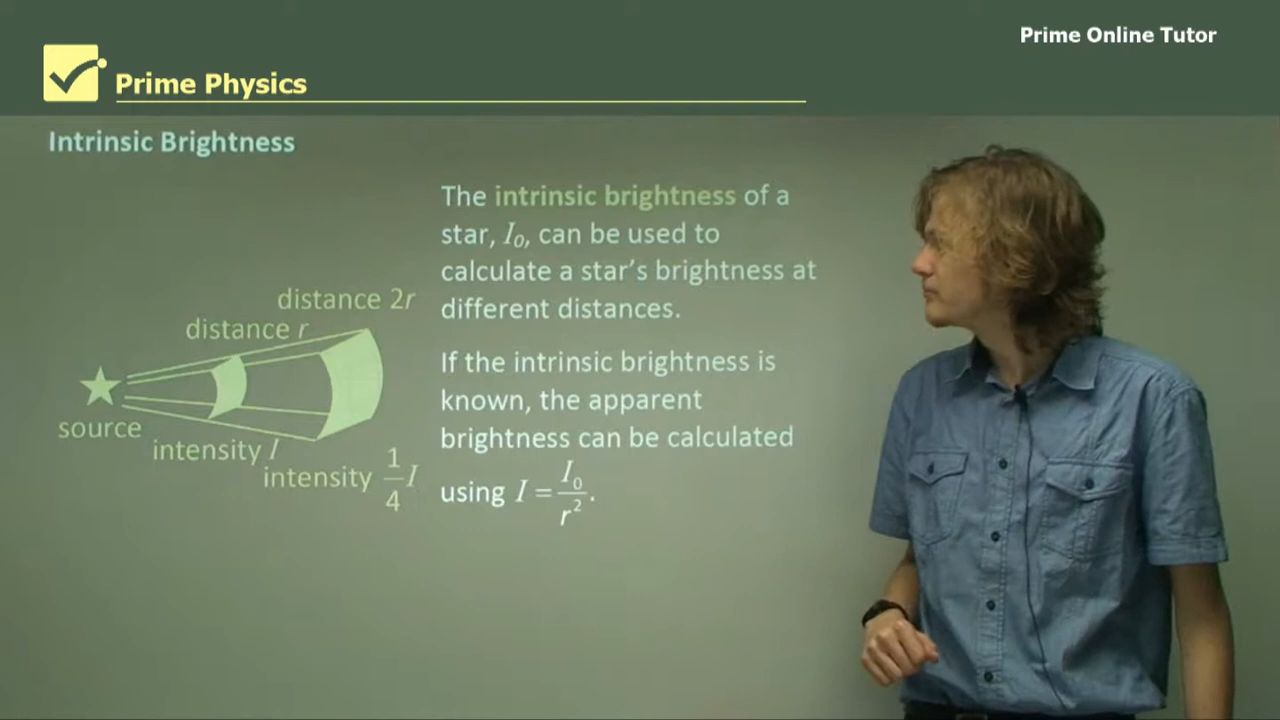 Prime Online Tutor
Prime Physics
Intrinsic Brightness
The intrinsic brightness of a
star, I₀, can be used to
calculate a star's brightness at
different distances.
If the intrinsic brightness is
known, the apparent
brightness can be calculated
using I = I₀/r².
distance 2r
distance r
source
intensity I
intensity 1/4 I